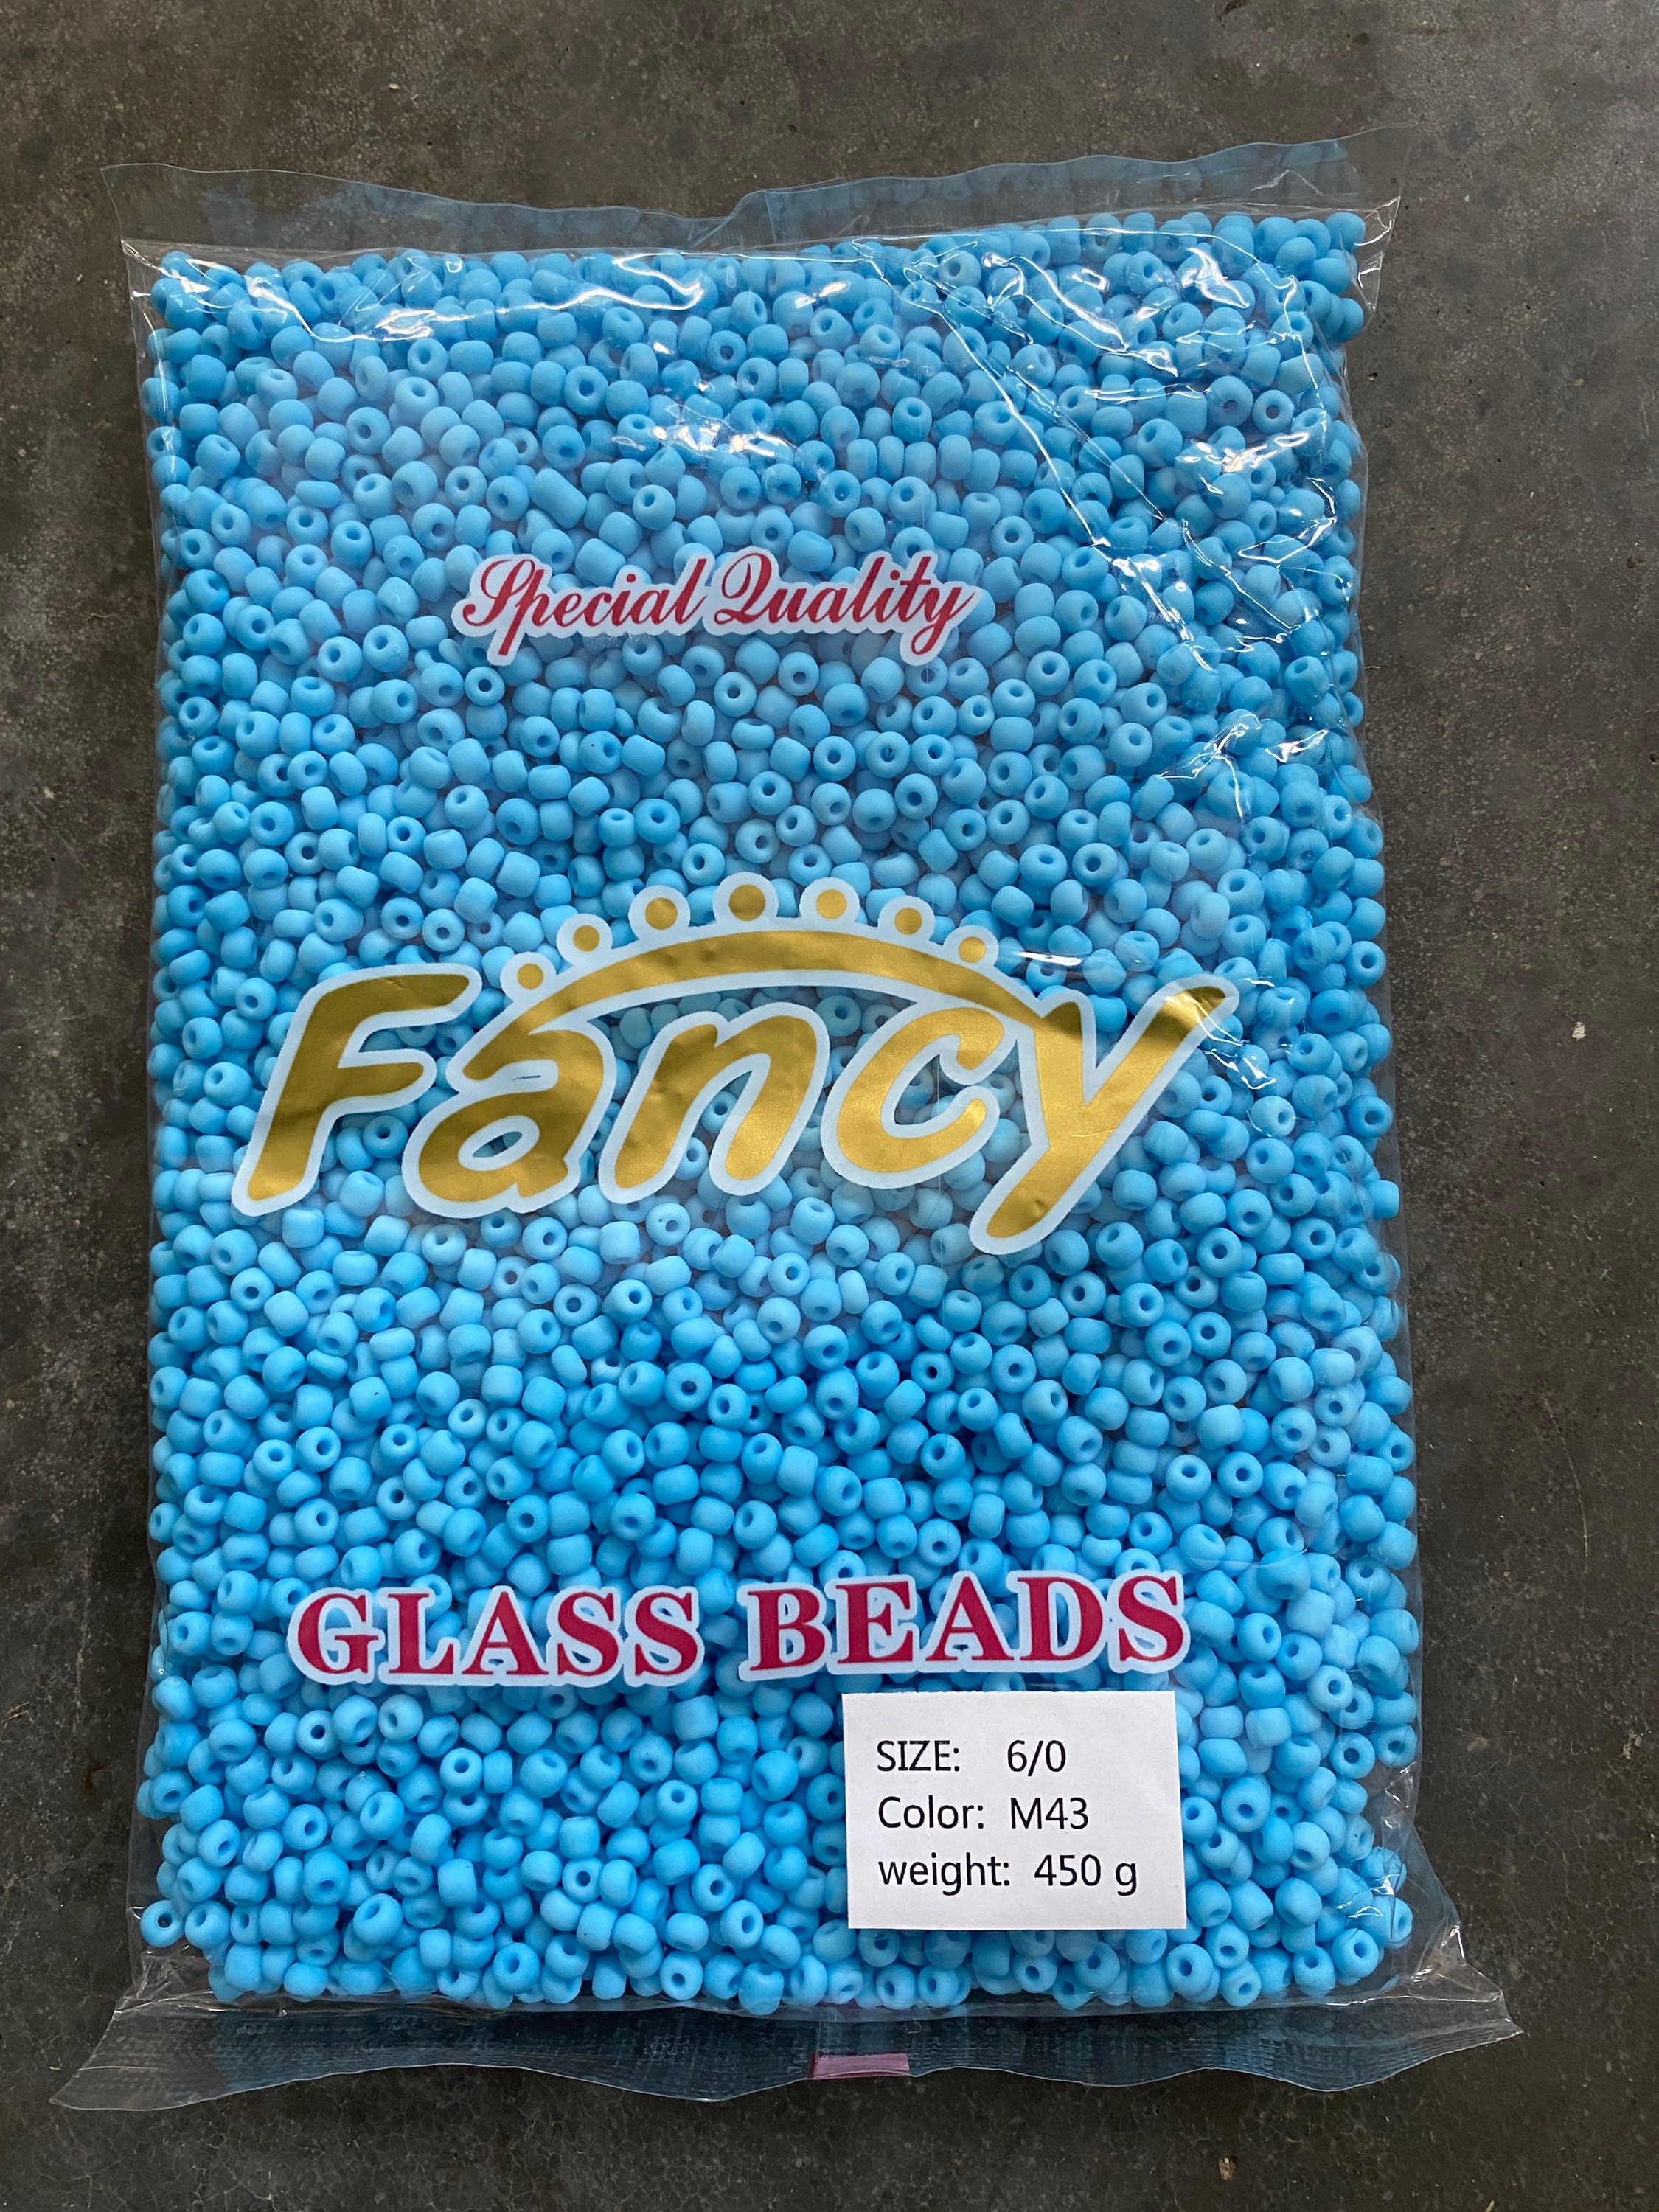 Special Quality
Fancy
GLASS BEADS
SIZE: 6/0
Color: M43
weight: 450 g